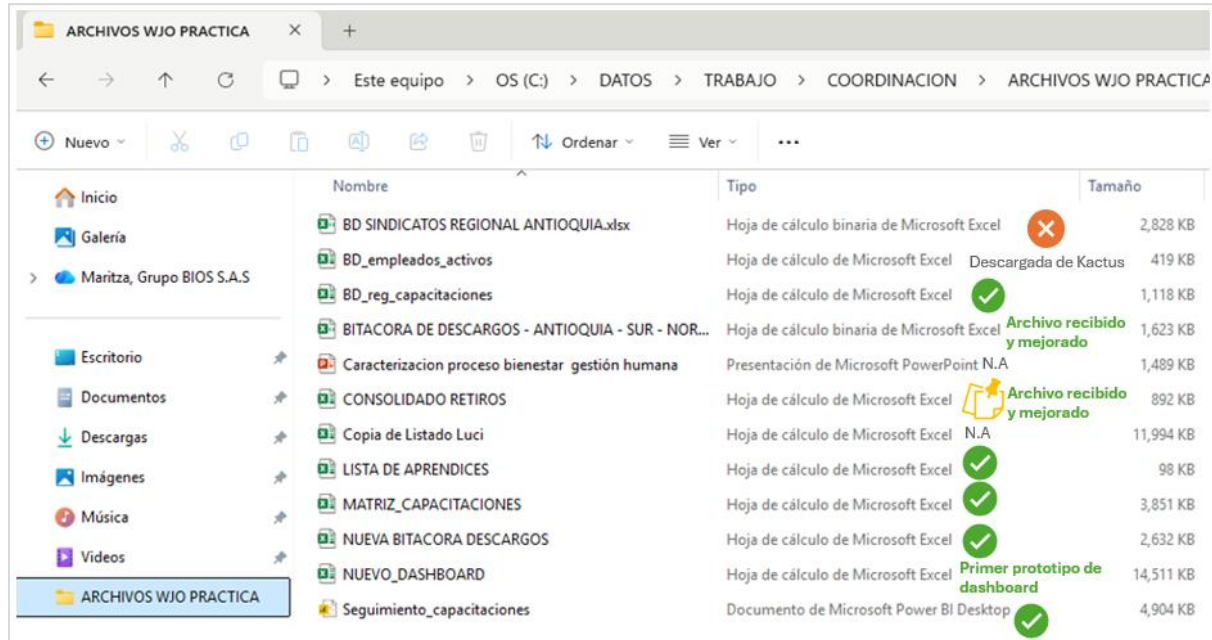 ARCHIVOS WJO PRACTICA
Este equipo > OS (C:) > DATOS > TRABAJO > COORDINACION > ARCHIVOS WJO PRACTICA
Nuevo Ordenar Ver ...
Inicio
Galería
Maritza, Grupo BIOS S.A.S
Escritorio
Documentos
Descargas
Imágenes
Música
Videos
ARCHIVOS WJO PRACTICA
Nombre Tipo Tamaño
BD SINDICATOS REGIONAL ANTIOQUIA.xlsx Hoja de cálculo binaria de Microsoft Excel 2,828 KB
BD_empleados_activos Hoja de cálculo de Microsoft Excel Descargada de Kactus 419 KB
BD_reg_capacitaciones Hoja de cálculo de Microsoft Excel 1,118 KB
BITACORA DE DESCARGOS - ANTIOQUIA - SUR - NOR... Hoja de cálculo binaria de Microsoft Excel Archivo recibido y mejorado 1,623 KB
Caracterizacion proceso bienestar gestión humana Presentación de Microsoft PowerPoint N.A 1,489 KB
CONSOLIDADO RETIROS Hoja de cálculo de Microsoft Excel Archivo recibido y mejorado 892 KB
Copia de Listado Luci Hoja de cálculo de Microsoft Excel N.A 11,994 KB
LISTA DE APRENDICES Hoja de cálculo de Microsoft Excel 98 KB
MATRIZ_CAPACITACIONES Hoja de cálculo de Microsoft Excel 3,851 KB
NUEVA BITACORA DESCARGOS Hoja de cálculo de Microsoft Excel 2,632 KB
NUEVO_DASHBOARD Hoja de cálculo de Microsoft Excel Primer prototipo de dashboard 14,511 KB
Seguimiento_capacitaciones Documento de Microsoft Power BI Desktop 4,904 KB